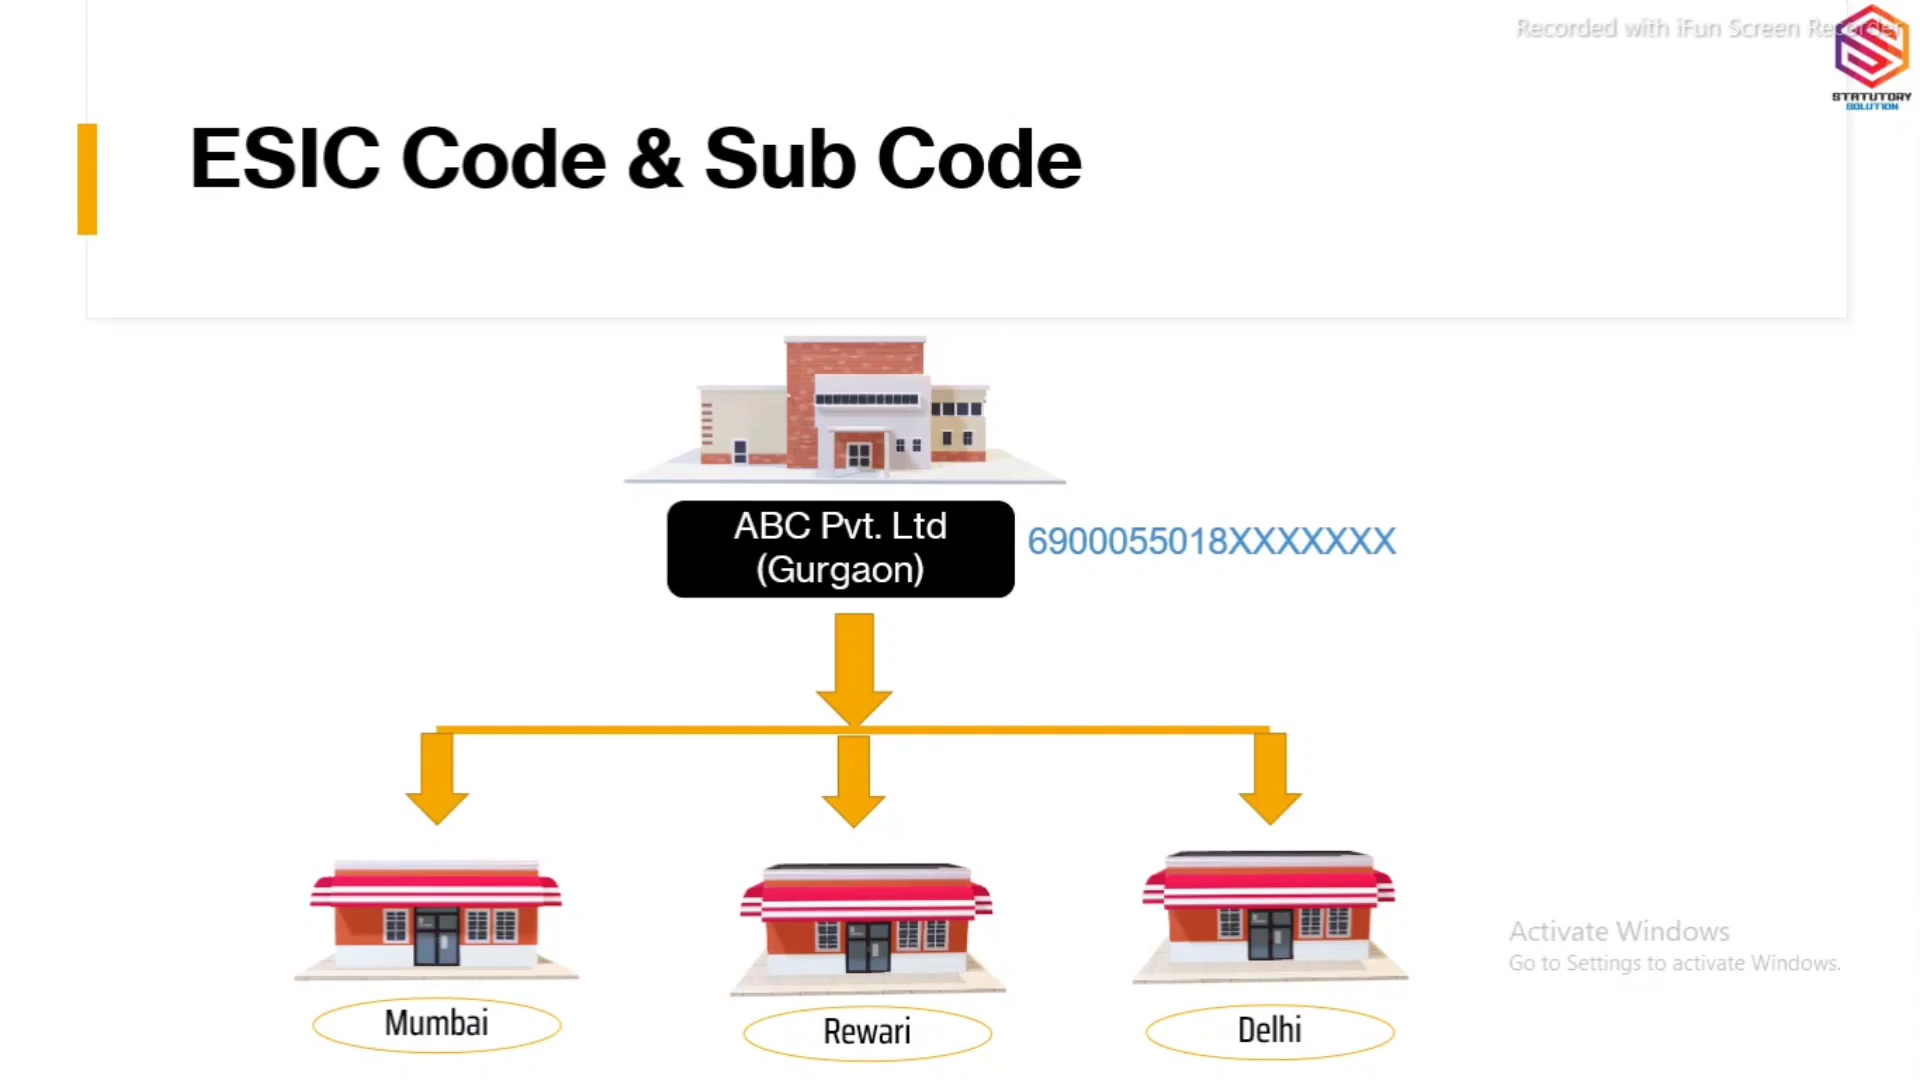 Recorded with iFun Screen Recorder
STATUTORY
SOLUTION
ESIC Code & Sub Code
ABC Pvt. Ltd
(Gurgaon)
6900055018XXXXXXX
Mumbai
Rewari
Delhi
Activate Windows
Go to Settings to activate Windows.